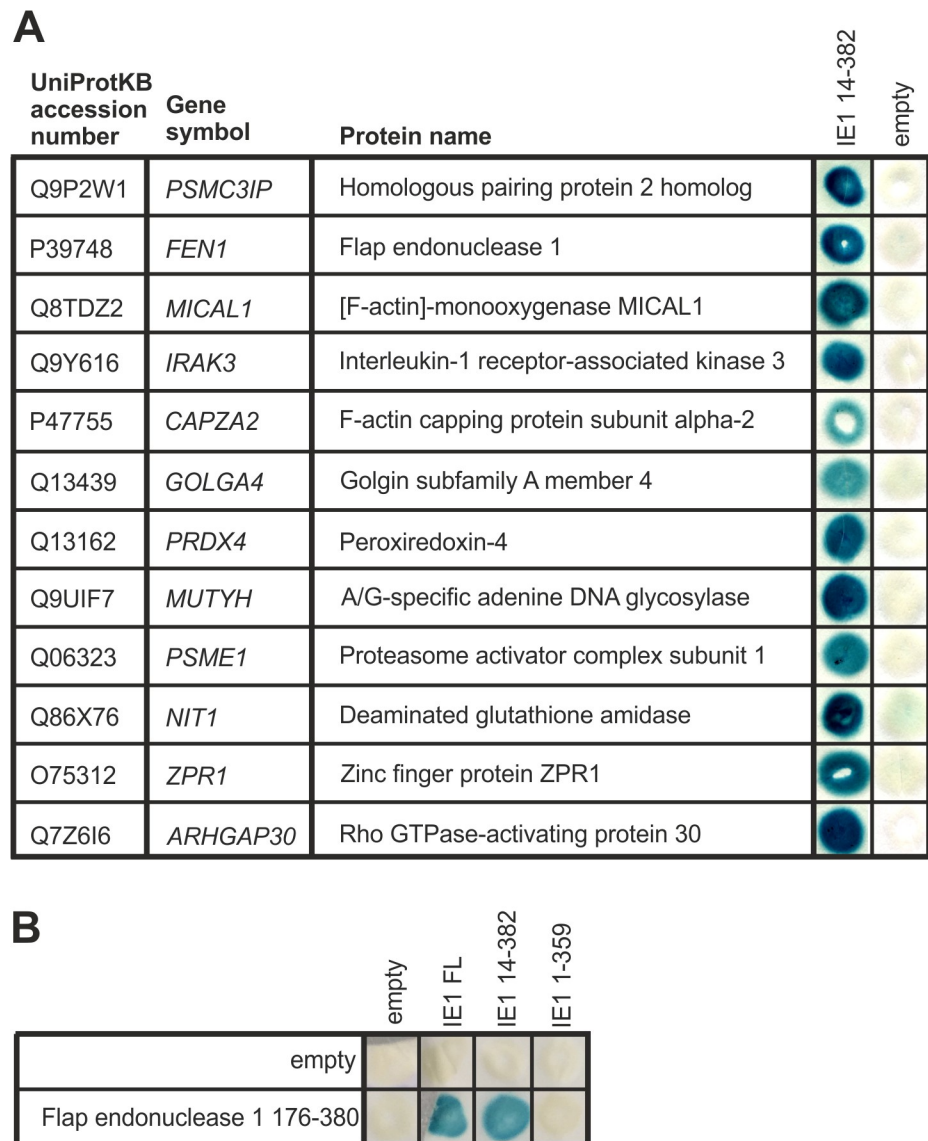 A
UniProtKB
accession
number
Gene
symbol
Protein name
IE1 14-382
empty
Q9P2W1 PSMC3IP Homologous pairing protein 2 homolog
P39748 FEN1 Flap endonuclease 1
Q8TDZ2 MICAL1 [F-actin]-monooxygenase MICAL1
Q9Y616 IRAK3 Interleukin-1 receptor-associated kinase 3
P47755 CAPZA2 F-actin capping protein subunit alpha-2
Q13439 GOLGA4 Golgin subfamily A member 4
Q13162 PRDX4 Peroxiredoxin-4
Q9UIF7 MUTYH A/G-specific adenine DNA glycosylase
Q06323 PSME1 Proteasome activator complex subunit 1
Q86X76 NIT1 Deaminated glutathione amidase
O75312 ZPR1 Zinc finger protein ZPR1
Q7Z6I6 ARHGAP30 Rho GTPase-activating protein 30
B
empty
IE1 FL
IE1 14-382
IE1 1-359
empty
Flap endonuclease 1 176-380